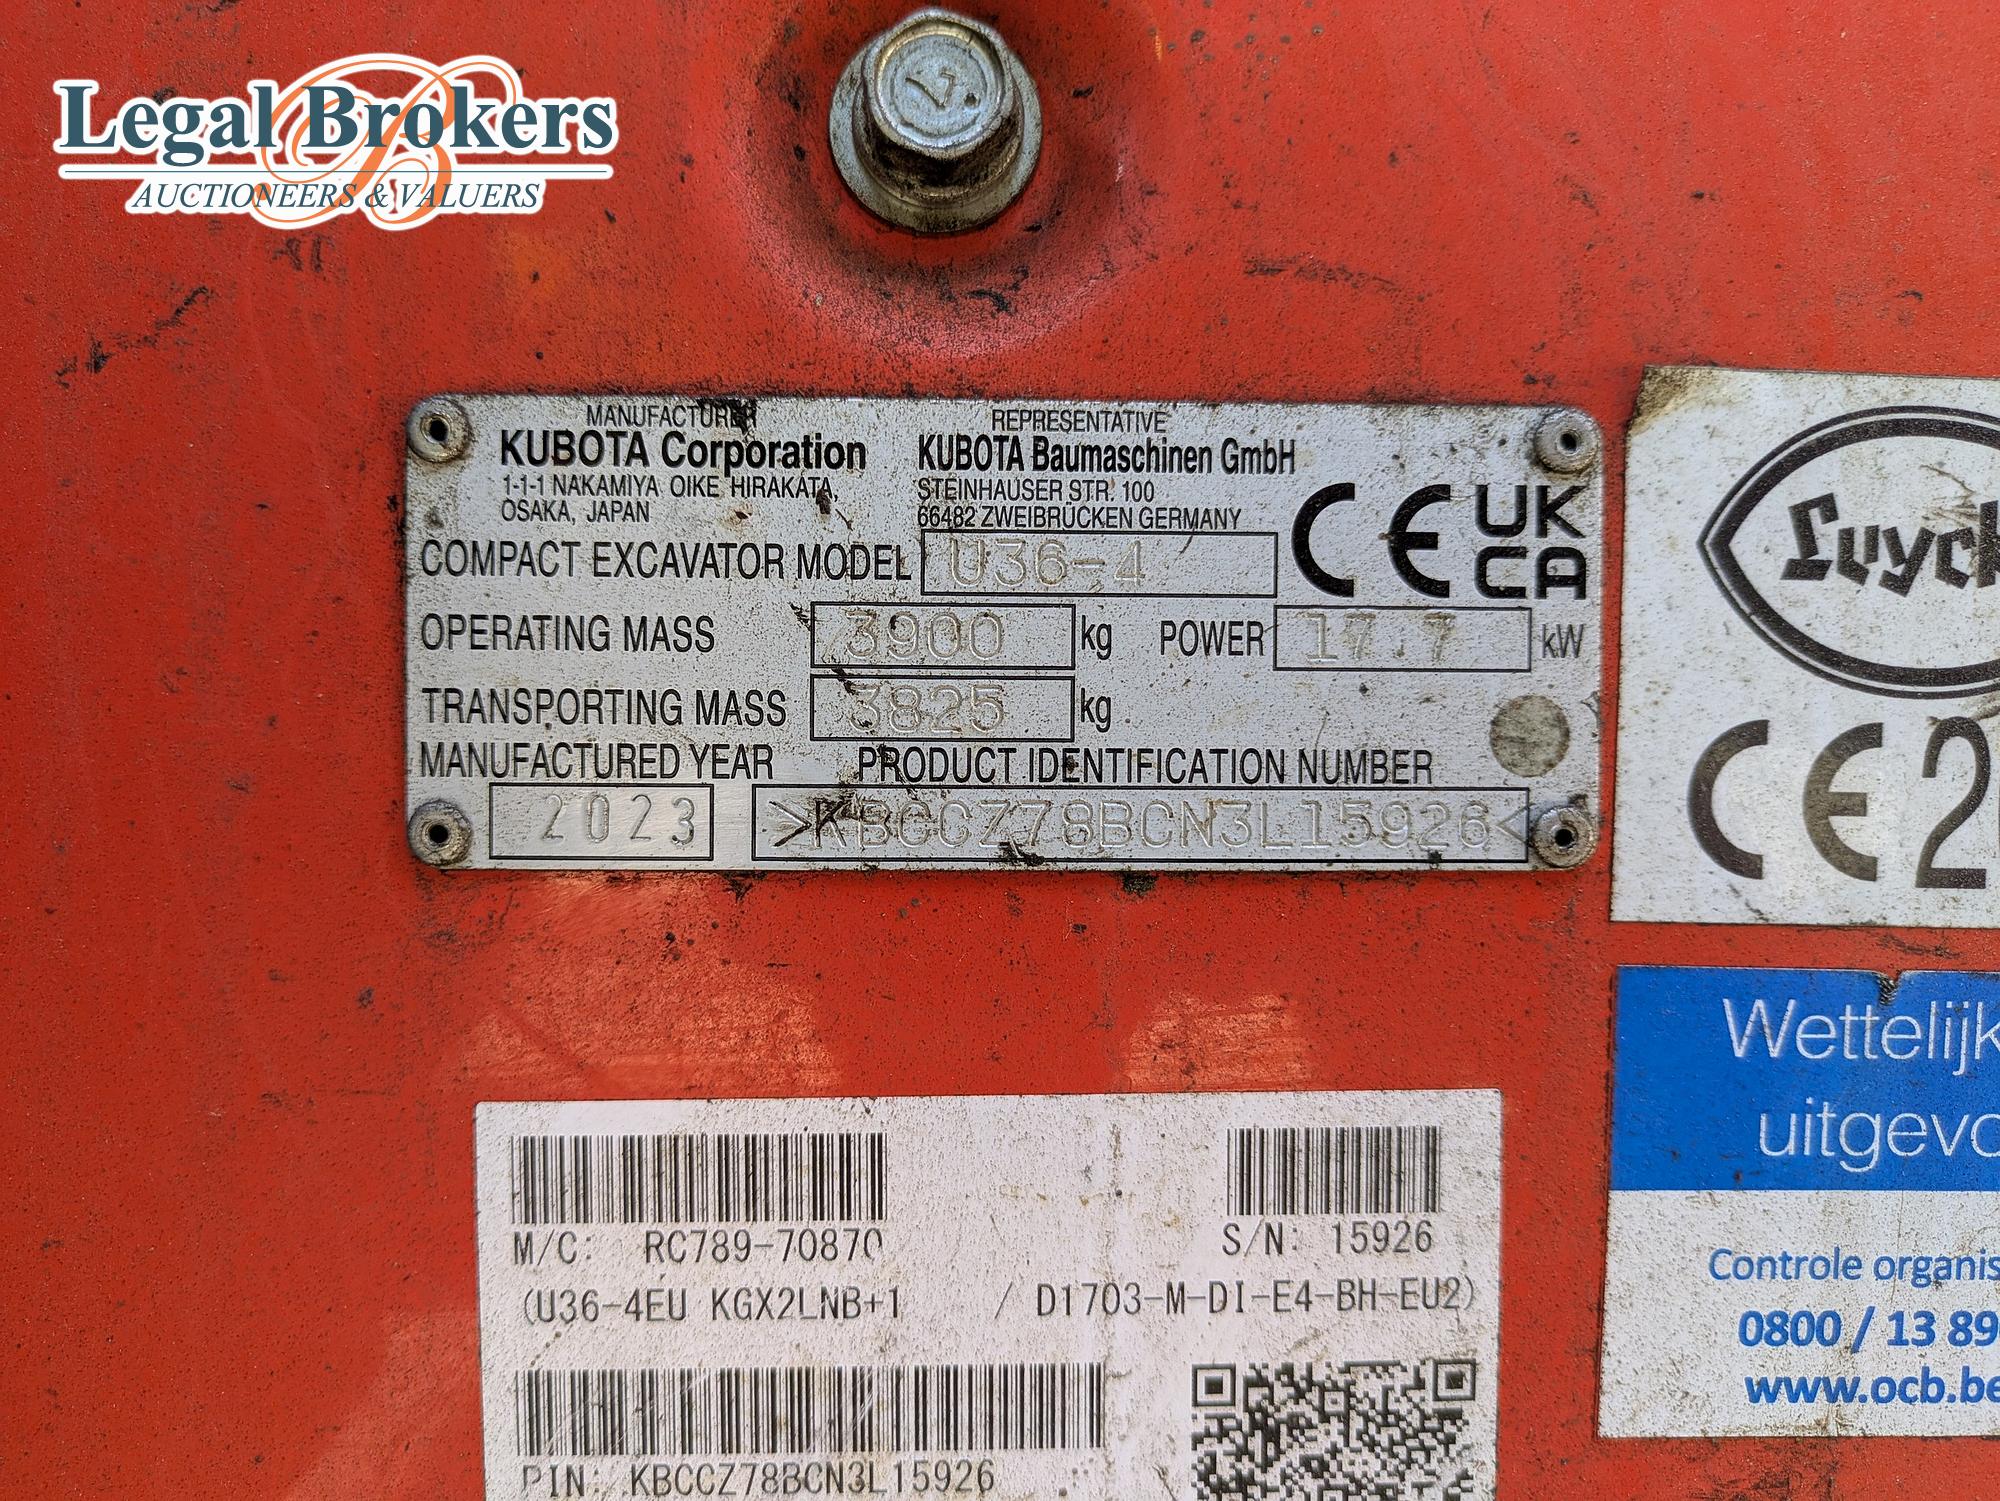 Legal Brokers
AUCTIONEERS & VALUERS
MANUFACTURER
KUBOTA Corporation
1-1-1 NAKAMIYA OIKE HIRAKATA,
OSAKA, JAPAN
REPRESENTATIVE
KUBOTA Baumaschinen GmbH
STEINHAUSER STR. 100
66482 ZWEIBRÜCKEN GERMANY
CE UK CA
COMPACT EXCAVATOR MODEL U36-4
OPERATING MASS 3900 kg POWER 17.7 kW
TRANSPORTING MASS 3825 kg
MANUFACTURED YEAR PRODUCT IDENTIFICATION NUMBER
2023 >KBCCZ78BCN3L15926<
Luyck
CE 2
Wettelijk
uitgevo
Controle organis
0800 / 13 89
www.ocb.be
M/C: RC789-70870 S/N: 15926
(U36-4EU KGX2LNB+1 / D1703-M-DI-E4-BH-EU2)
PIN: KBCCZ78BCN3L15926